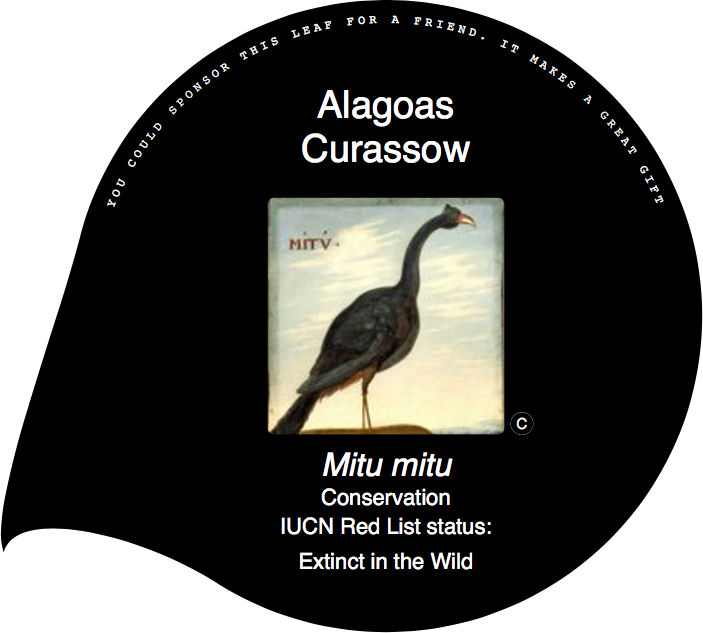 YOU COULD SPONSOR THIS LEAF FOR A FRIEND. IT MAKES A GREAT GIFT
Alagoas
Curassow
MITV.
C
Mitu mitu
Conservation
IUCN Red List status:
Extinct in the Wild